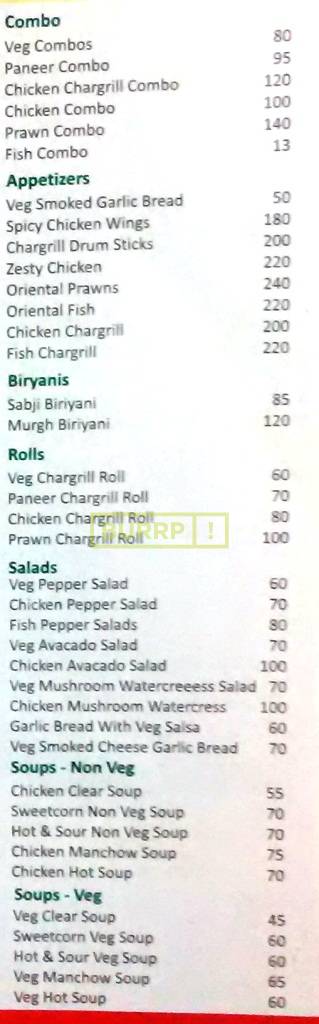 Combo
Veg Combos 80
Paneer Combo 95
Chicken Chargrill Combo 120
Chicken Combo 100
Prawn Combo 140
Fish Combo 13
Appetizers
Veg Smoked Garlic Bread 50
Spicy Chicken Wings 180
Chargrill Drum Sticks 200
Zesty Chicken 220
Oriental Prawns 240
Oriental Fish 220
Chicken Chargrill 200
Fish Chargrill 220
Biryanis
Sabji Biriyani 85
Murgh Biriyani 120
Rolls
Veg Chargrill Roll 60
Paneer Chargrill Roll 70
Chicken Chargrill Roll 80
BURRP!
Prawn Chargrill Roll 100
Salads
Veg Pepper Salad 60
Chicken Pepper Salad 70
Fish Pepper Salads 80
Veg Avacado Salad 70
Chicken Avacado Salad 100
Veg Mushroom Watercreeess Salad 70
Chicken Mushroom Watercress 100
Garlic Bread With Veg Salsa 60
Veg Smoked Cheese Garlic Bread 70
Soups - Non Veg
Chicken Clear Soup 55
Sweetcorn Non Veg Soup 70
Hot & Sour Non Veg Soup 70
Chicken Manchow Soup 75
Chicken Hot Soup 70
Soups - Veg
Veg Clear Soup 45
Sweetcorn Veg Soup 60
Hot & Sour Veg Soup 60
Veg Manchow Soup 65
Veg Hot Soup 60